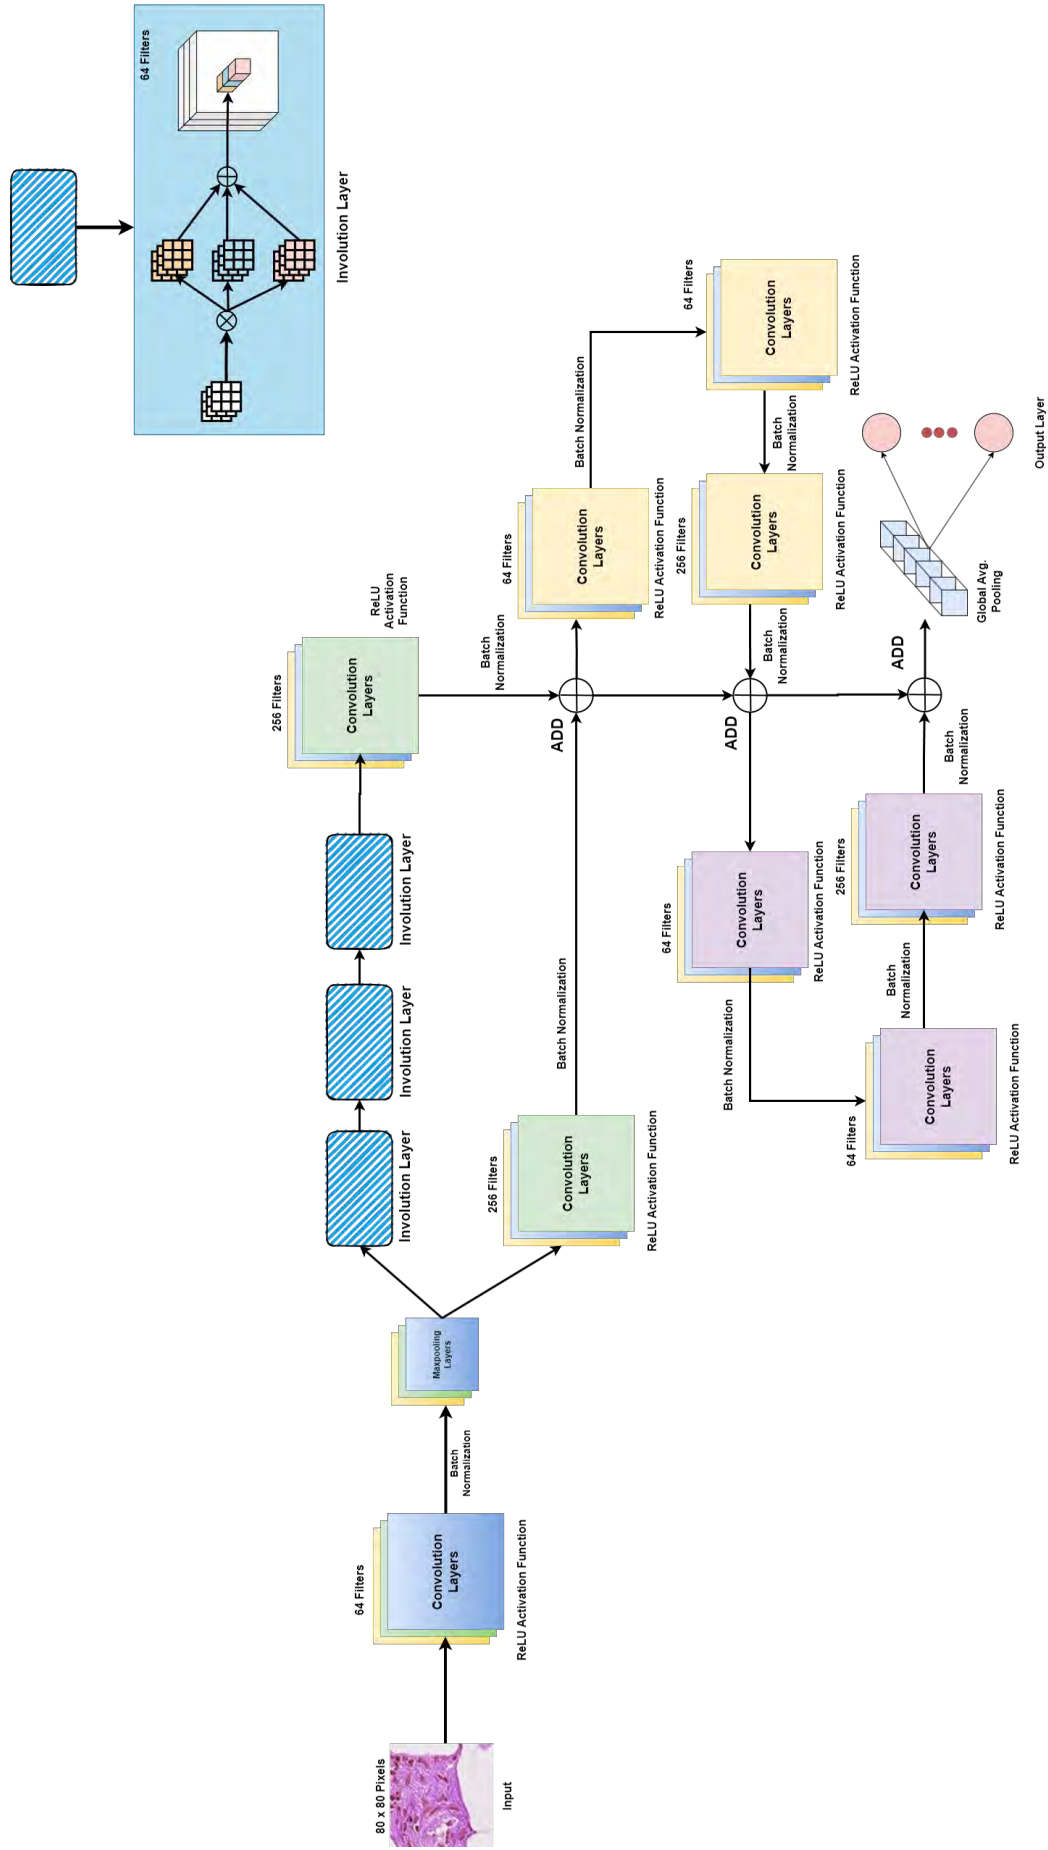 80 x 80 Pixels
Input
64 Filters
Convolution
Layers
ReLU Activation Function
Batch
Normalization
Maxpooling
Layers
Involution Layer
Involution Layer
Involution Layer
256 Filters
Convolution
Layers
ReLU
Activation
Function
Batch
Normalization
256 Filters
Convolution
Layers
ReLU Activation Function
Batch Normalization
ADD
64 Filters
Convolution
Layers
ReLU Activation Function
Batch Normalization
64 Filters
Convolution
Layers
ReLU Activation Function
Batch
Normalization
256 Filters
Convolution
Layers
ReLU Activation Function
Batch
Normalization
ADD
64 Filters
Convolution
Layers
ReLU Activation Function
Batch Normalization
64 Filters
Convolution
Layers
ReLU Activation Function
Batch
Normalization
256 Filters
Convolution
Layers
ReLU Activation Function
Batch
Normalization
ADD
Global Avg.
Pooling
Output Layer
64 Filters
Involution Layer